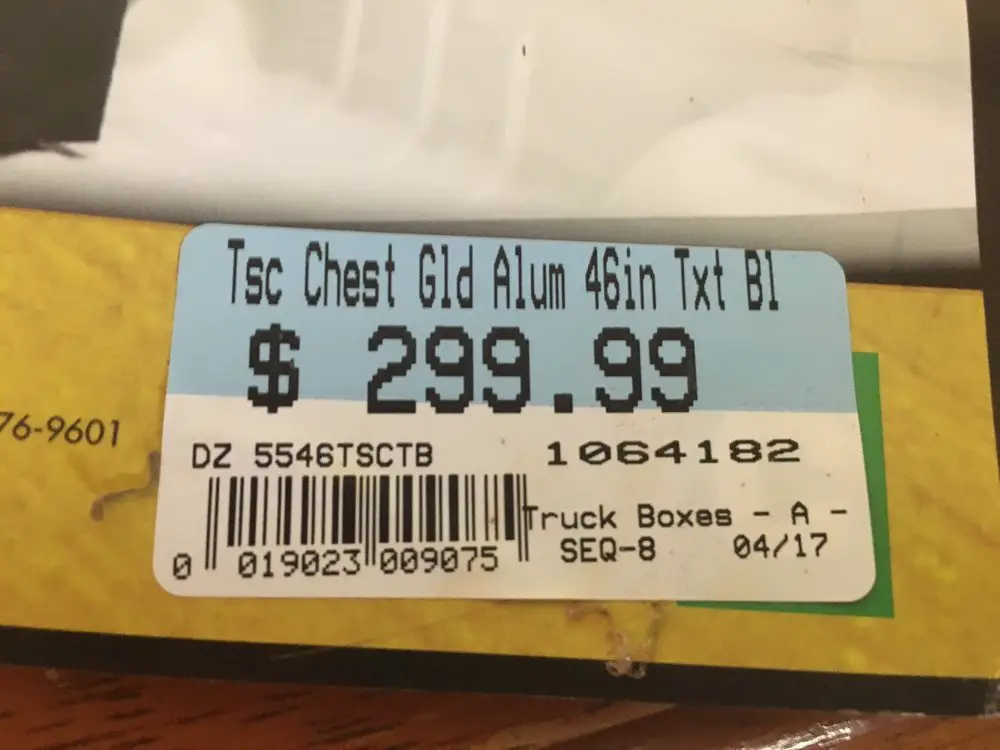 Tsc Chest Gld Alum 46in Txt Bl
$ 299.99
76-9601
DZ 5546TSCTB 1064182
Truck Boxes - A -
SEQ-8 04/17
0 019023 009075